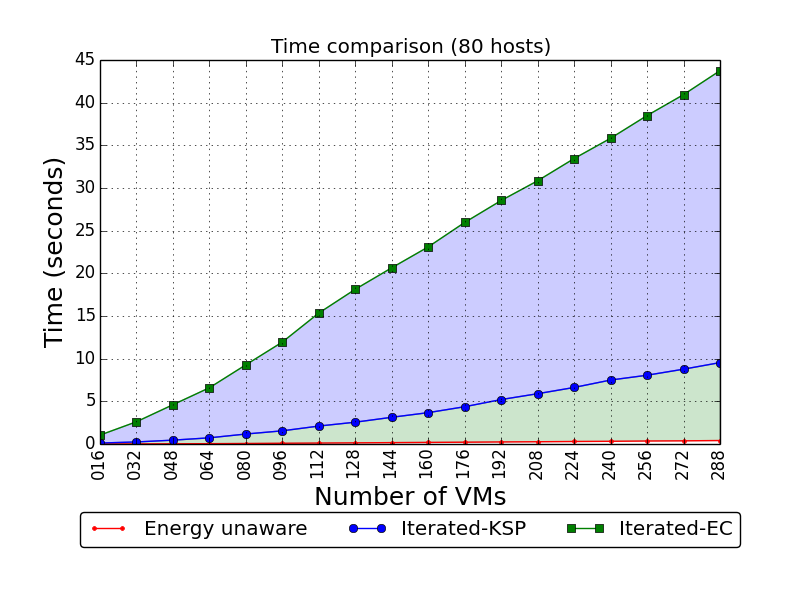 Time comparison (80 hosts)
45
40
35
30
25
20
15
10
5
0
Time (seconds)
016 032 048 064 080 096 112 128 144 160 176 192 208 224 240 256 272 288
Number of VMs
Energy unaware Iterated-KSP Iterated-EC